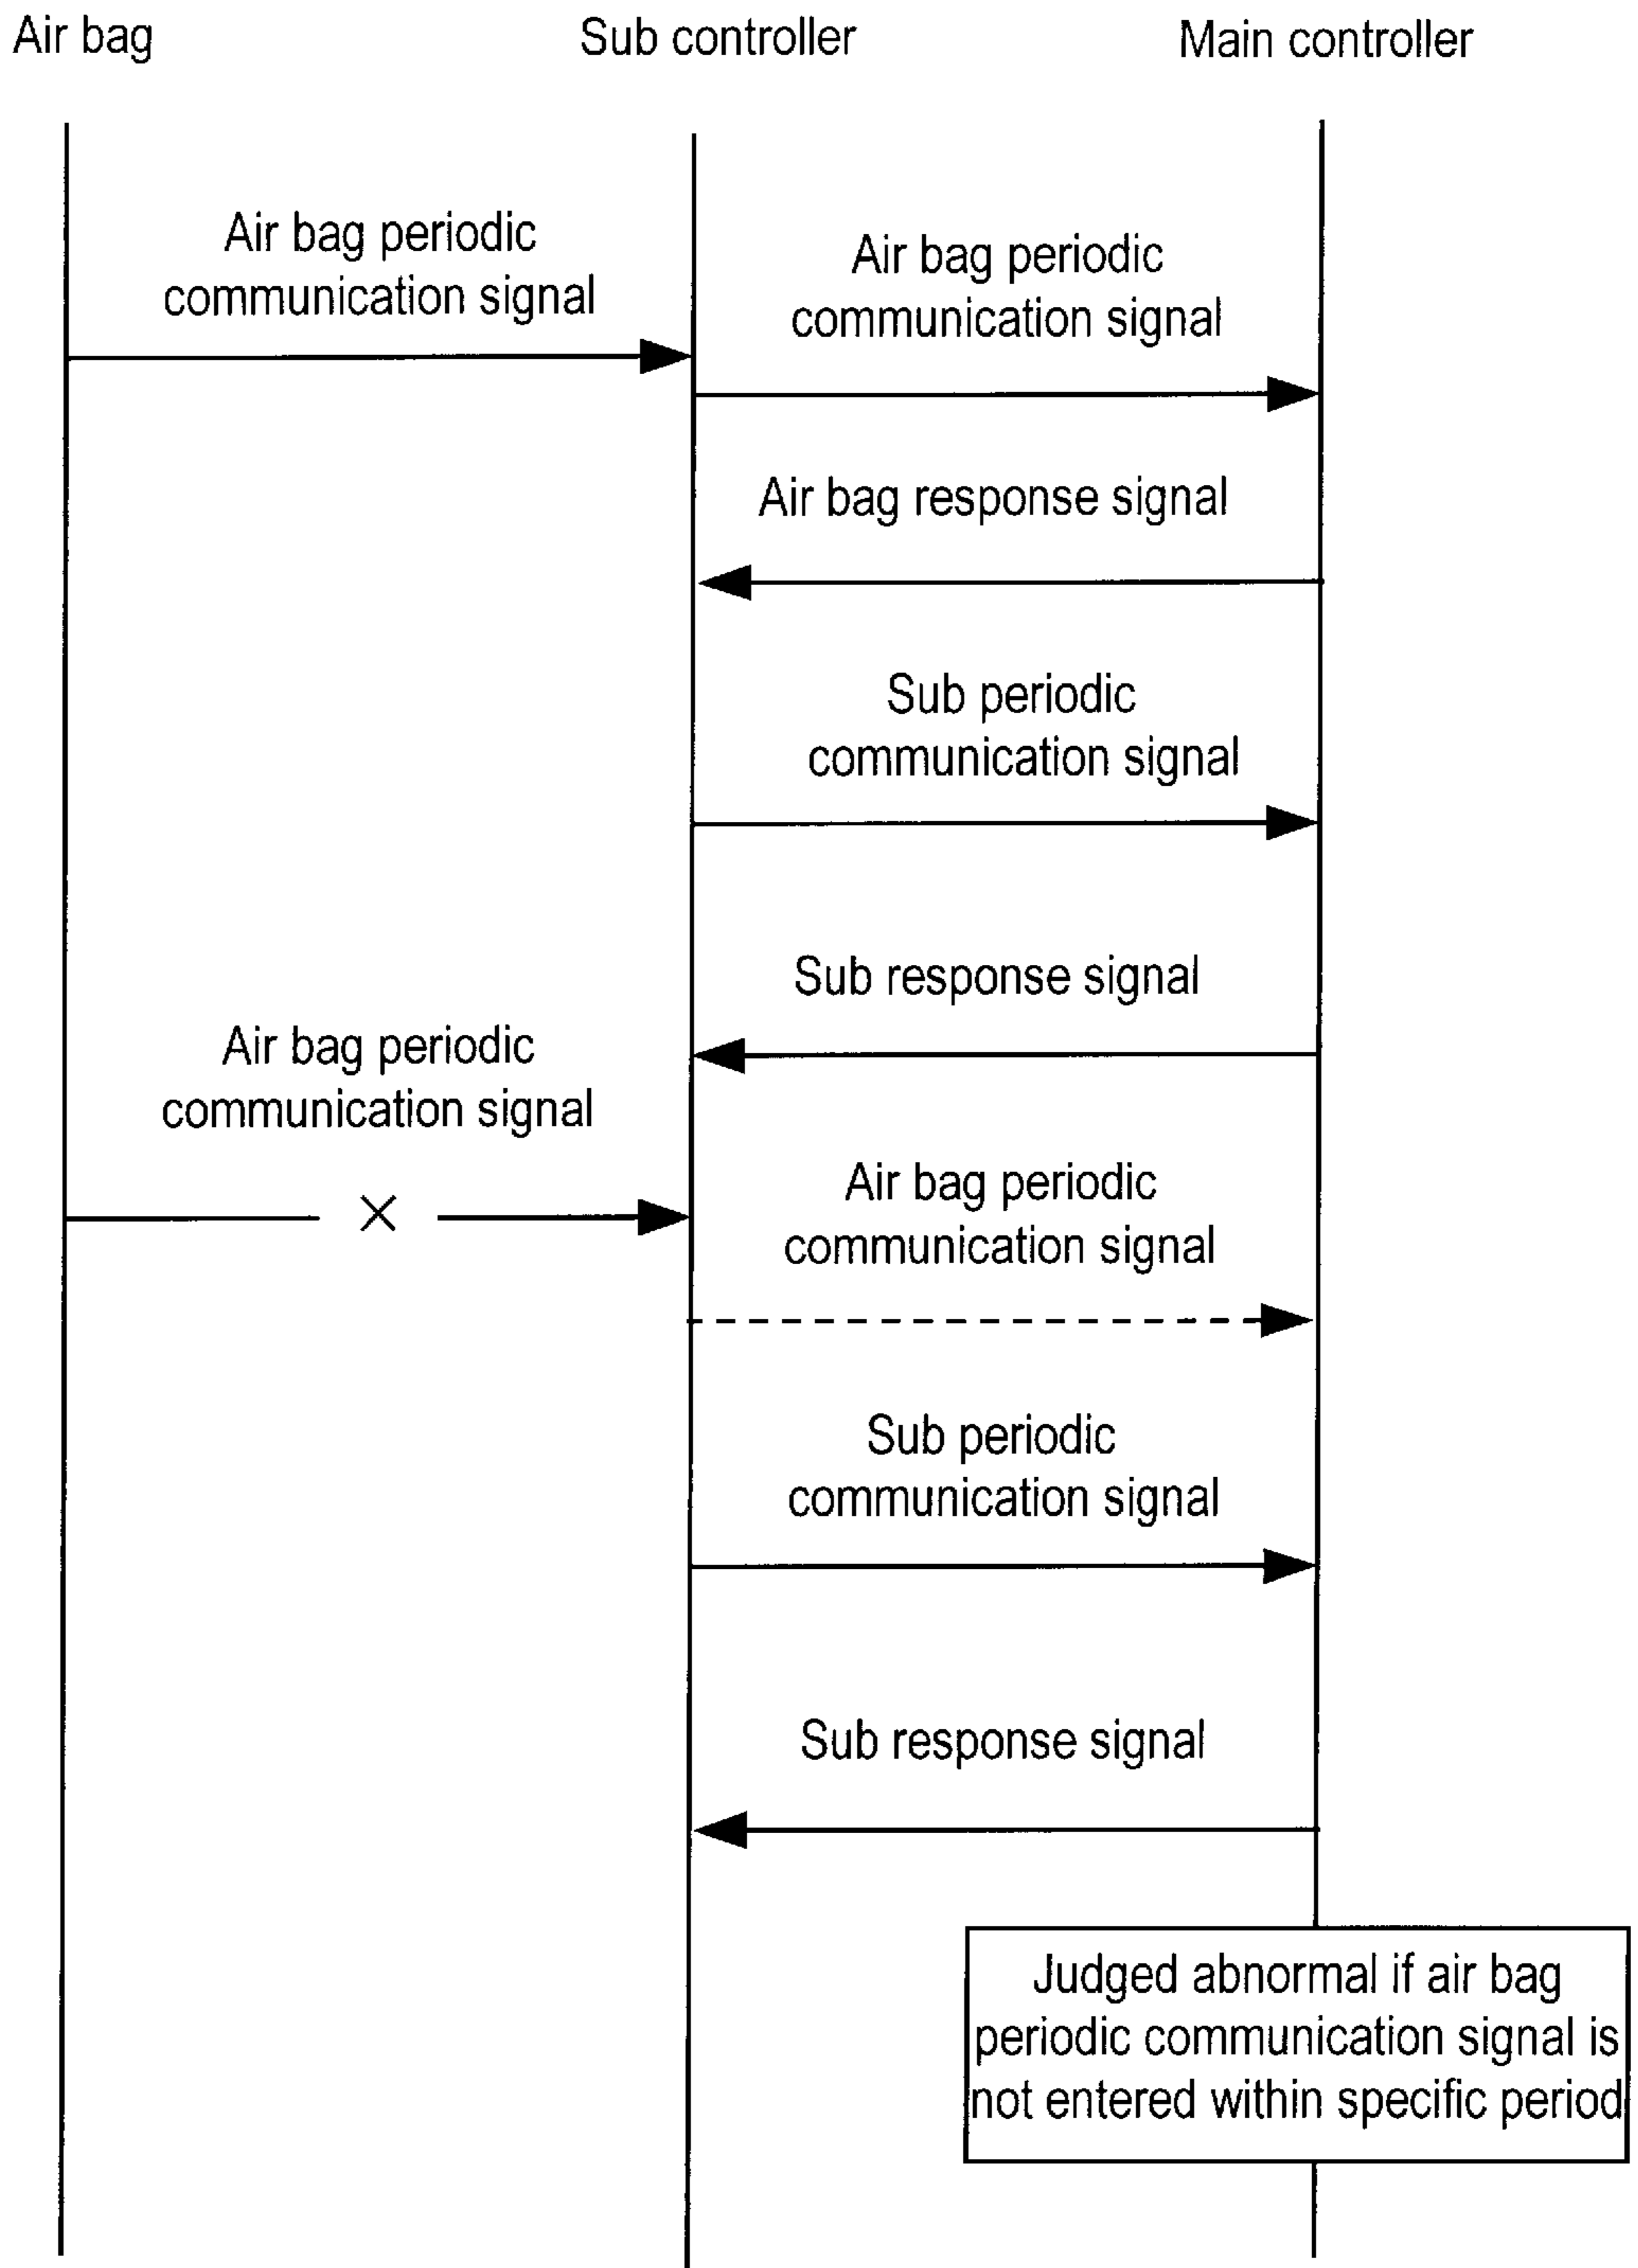 Air bag
Sub controller
Main controller
Air bag periodic
communication signal
Air bag periodic
communication signal
Air bag response signal
Sub periodic
communication signal
Sub response signal
Air bag periodic
communication signal
Air bag periodic
communication signal
Sub periodic
communication signal
Sub response signal
Judged abnormal if air bag
periodic communication signal is
not entered within specific period